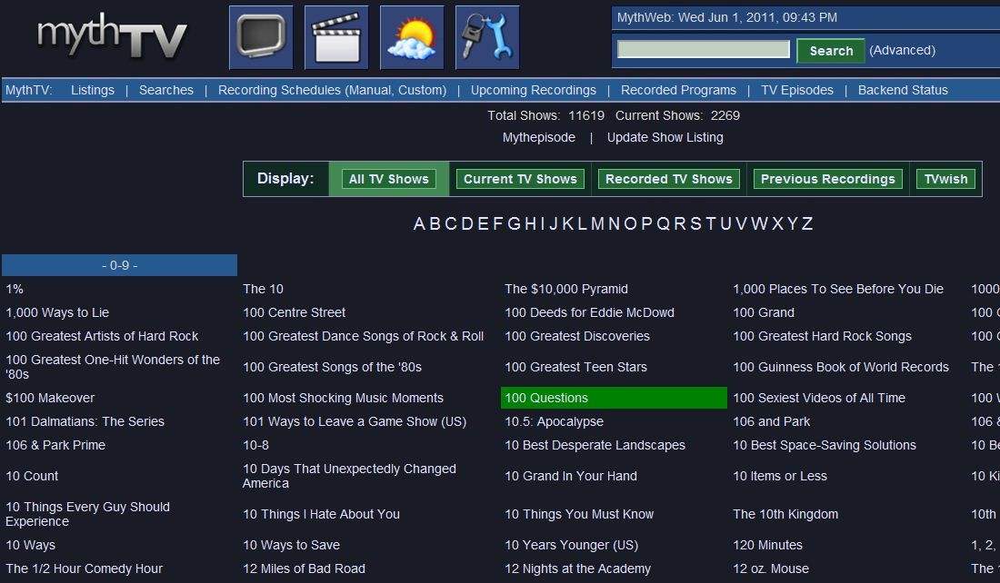 mythTV
MythWeb: Wed Jun 1, 2011, 09:43 PM
Search (Advanced)
MythTV: Listings | Searches | Recording Schedules (Manual, Custom) | Upcoming Recordings | Recorded Programs | TV Episodes | Backend Status
Total Shows: 11619 Current Shows: 2269
Mythepisode | Update Show Listing
Display: All TV Shows Current TV Shows Recorded TV Shows Previous Recordings TVwish
A B C D E F G H I J K L M N O P Q R S T U V W X Y Z
- 0-9 -
1% The 10 The $10,000 Pyramid 1,000 Places To See Before You Die 1000
1,000 Ways to Lie 100 Centre Street 100 Deeds for Eddie McDowd 100 Grand 100
100 Greatest Artists of Hard Rock 100 Greatest Dance Songs of Rock & Roll 100 Greatest Discoveries 100 Greatest Hard Rock Songs 100
100 Greatest One-Hit Wonders of the
'80s 100 Greatest Songs of the '80s 100 Greatest Teen Stars 100 Guinness Book of World Records The
$100 Makeover 100 Most Shocking Music Moments 100 Questions 100 Sexiest Videos of All Time 100
101 Dalmatians: The Series 101 Ways to Leave a Game Show (US) 10.5: Apocalypse 106 and Park 106
106 & Park Prime 10-8 10 Best Desperate Landscapes 10 Best Space-Saving Solutions 10
10 Count 10 Days That Unexpectedly Changed
America 10 Grand In Your Hand 10 Items or Less 10
10 Things Every Guy Should
Experience 10 Things I Hate About You 10 Things You Must Know The 10th Kingdom 10th
10 Ways 10 Ways to Save 10 Years Younger (US) 120 Minutes 1, 2,
The 1/2 Hour Comedy Hour 12 Miles of Bad Road 12 Nights at the Academy 12 oz. Mouse The